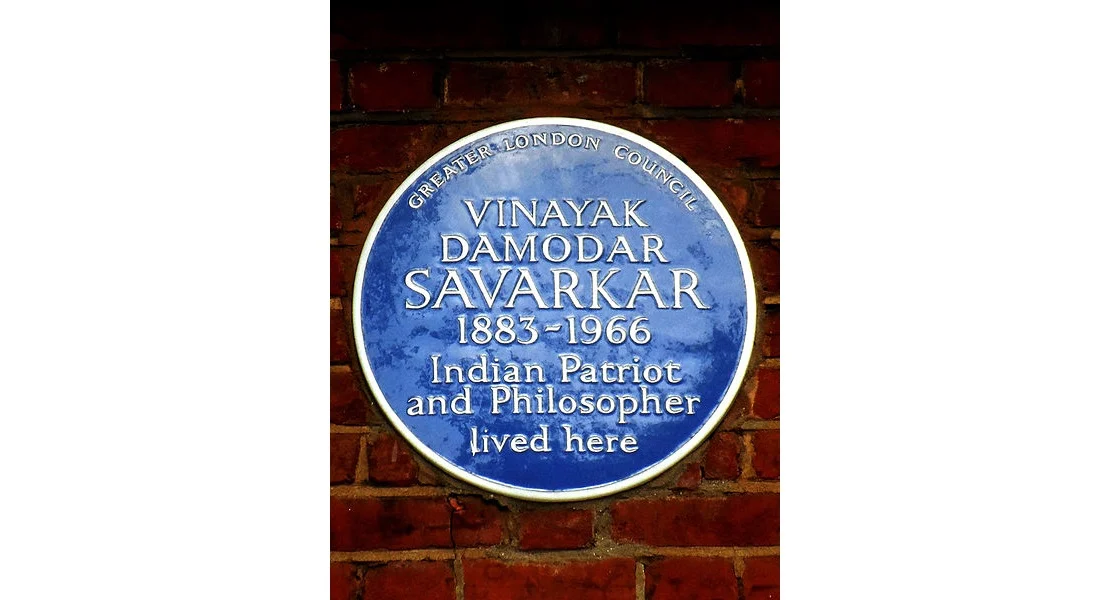 GREATER LONDON COUNCIL
VINAYAK
DAMODAR
SAVARKAR
1883-1966
Indian Patriot
and Philosopher
lived here